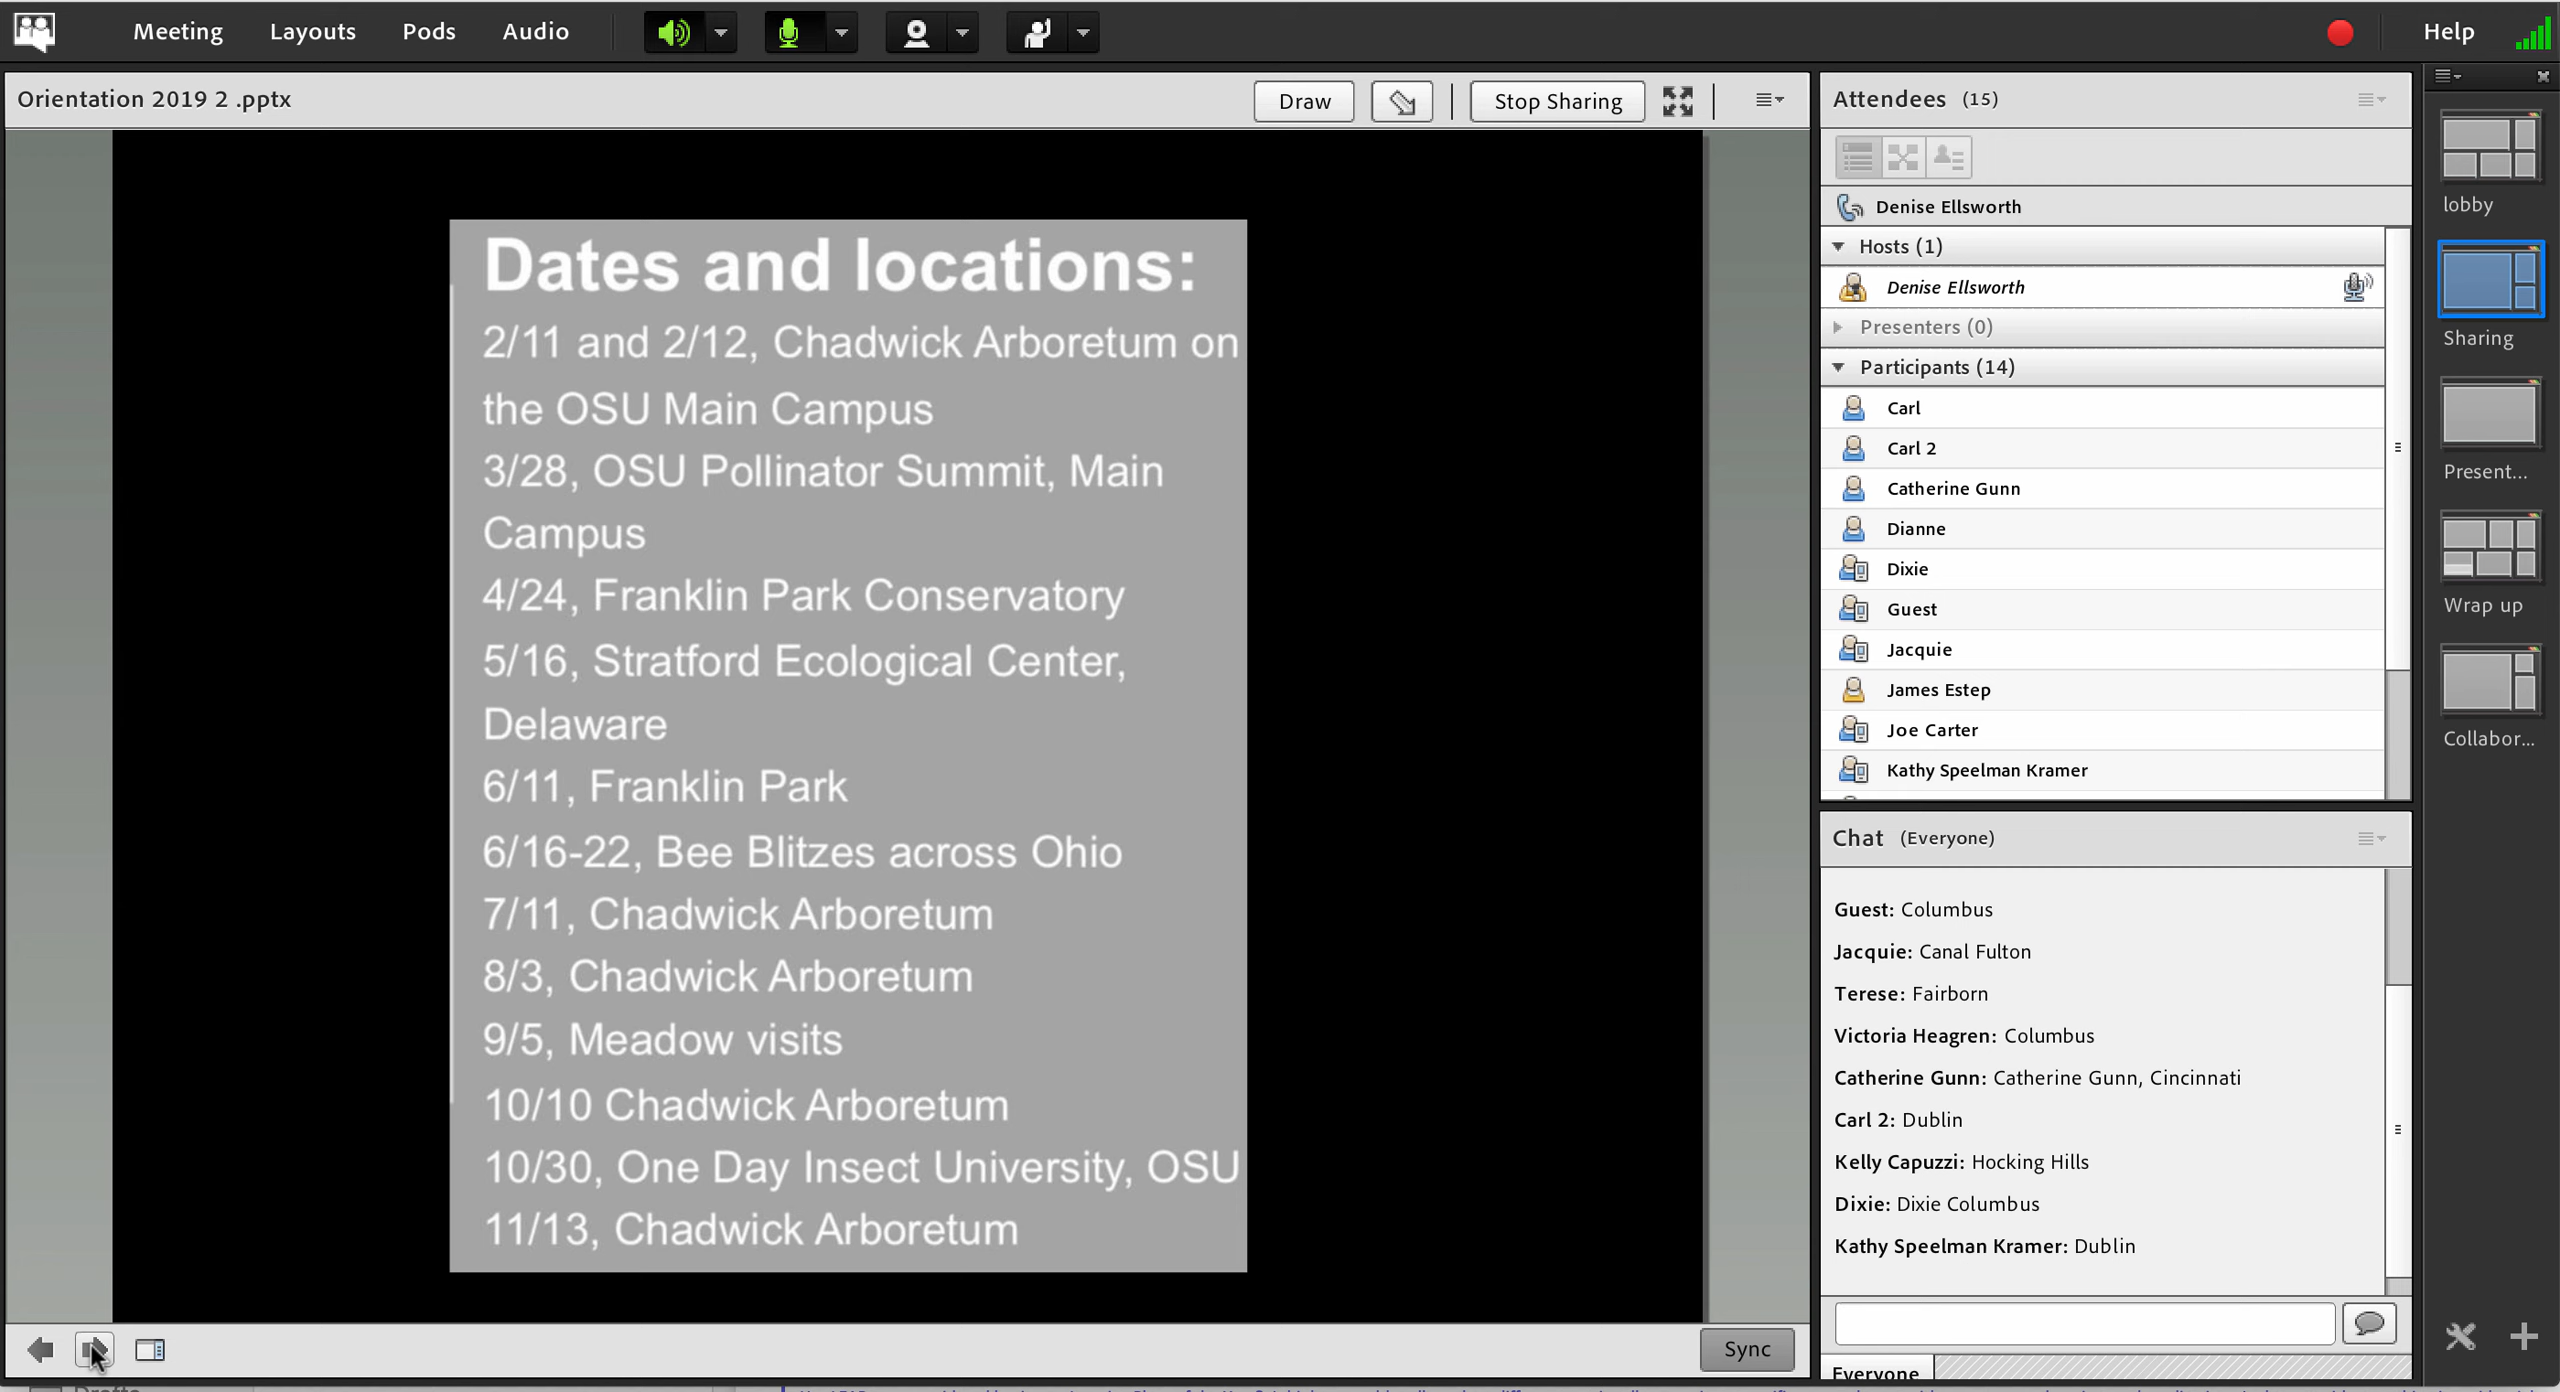 Meeting Layouts Pods Audio Help
Orientation 2019 2 .pptx
Draw
Stop Sharing
Dates and locations:
2/11 and 2/12, Chadwick Arboretum on
the OSU Main Campus
3/28, OSU Pollinator Summit, Main
Campus
4/24, Franklin Park Conservatory
5/16, Stratford Ecological Center,
Delaware
6/11, Franklin Park
6/16-22, Bee Blitzes across Ohio
7/11, Chadwick Arboretum
8/3, Chadwick Arboretum
9/5, Meadow visits
10/10 Chadwick Arboretum
10/30, One Day Insect University, OSU
11/13, Chadwick Arboretum
Sync
Attendees (15)
Denise Ellsworth
Hosts (1)
Denise Ellsworth
Presenters (0)
Participants (14)
Carl
Carl 2
Catherine Gunn
Dianne
Dixie
Guest
Jacquie
James Estep
Joe Carter
Kathy Speelman Kramer
Chat (Everyone)
Guest: Columbus
Jacquie: Canal Fulton
Terese: Fairborn
Victoria Heagren: Columbus
Catherine Gunn: Catherine Gunn, Cincinnati
Carl 2: Dublin
Kelly Capuzzi: Hocking Hills
Dixie: Dixie Columbus
Kathy Speelman Kramer: Dublin
Everyone
lobby
Sharing
Present...
Wrap up
Collabor...